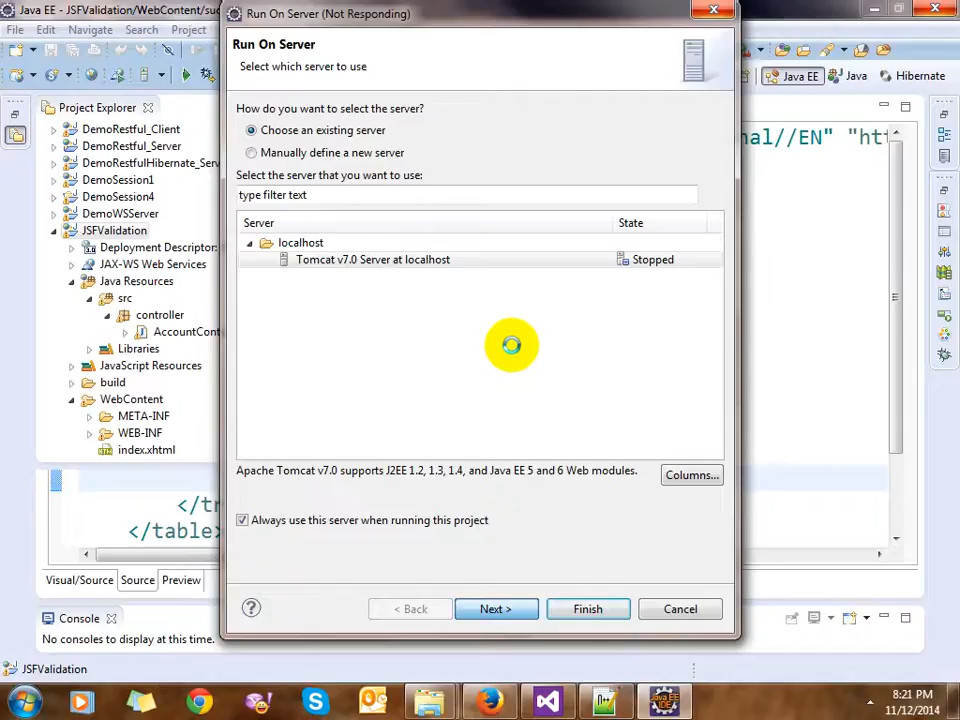 Java EE - JSFValidation/WebContent/suc
Run On Server (Not Responding)
File Edit Navigate Search Project
Run On Server
Select which server to use
Java EE Java Hibernate
Project Explorer
How do you want to select the server?
DemoRestful_Client
Choose an existing server
nal//EN" "ht
DemoRestful_Server
Manually define a new server
DemoRestfulHibernate_Serv
Select the server that you want to use:
DemoSession1
type filter text
DemoSession4
DemoWSServer
Server State
JSFValidation
localhost
Deployment Descriptor:
Tomcat v7.0 Server at localhost Stopped
JAX-WS Web Services
Java Resources
src
controller
AccountCont
Libraries
JavaScript Resources
build
WebContent
META-INF
WEB-INF
index.xhtml
Apache Tomcat v7.0 supports J2EE 1.2, 1.3, 1.4, and Java EE 5 and 6 Web modules.
Columns...
</tr
Always use this server when running this project
</table>
Visual/Source Source Preview
< Back Next > Finish Cancel
Console
No consoles to display at this time.
JSFValidation
8:21 PM
11/12/2014